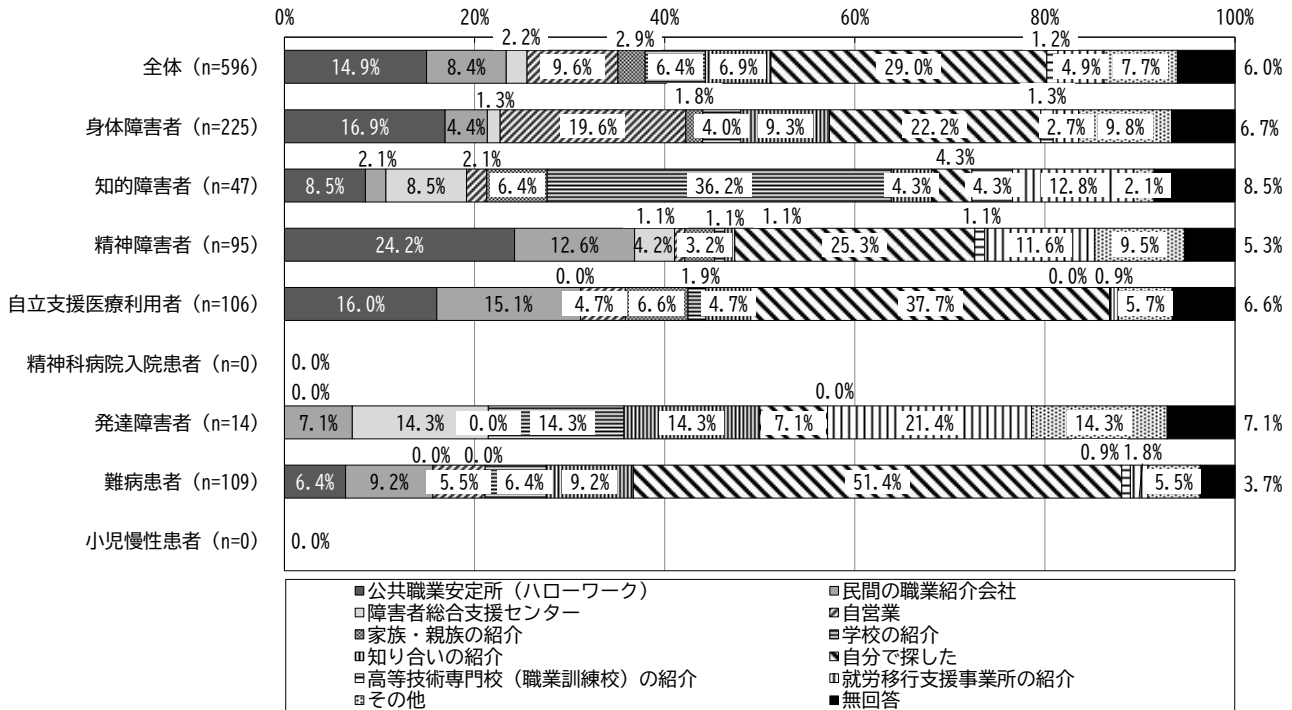 0% 20% 40% 60% 80% 100%
2.2% 2.9% 1.2%
全体（n=596） 14.9% 8.4% 9.6% 6.4% 6.9% 29.0% 4.9% 7.7% 6.0%
1.3% 1.8% 1.3%
身体障害者（n=225） 16.9% 4.4% 19.6% 4.0% 9.3% 22.2% 2.7% 9.8% 6.7%
2.1% 2.1% 4.3%
知的障害者（n=47） 8.5% 8.5% 6.4% 36.2% 4.3% 4.3% 12.8% 2.1% 8.5%
1.1% 1.1% 1.1% 1.1%
精神障害者（n=95） 24.2% 12.6% 4.2% 3.2% 25.3% 11.6% 9.5% 5.3%
0.0% 1.9% 0.0% 0.9%
自立支援医療利用者（n=106） 16.0% 15.1% 4.7% 6.6% 4.7% 37.7% 5.7% 6.6%
精神科病院入院患者（n=0） 0.0%
0.0% 0.0%
発達障害者（n=14） 7.1% 14.3% 0.0% 14.3% 14.3% 7.1% 21.4% 14.3% 7.1%
0.0% 0.0% 0.9% 1.8%
難病患者（n=109） 6.4% 9.2% 5.5% 6.4% 9.2% 51.4% 5.5% 3.7%
小児慢性患者（n=0） 0.0%
公共職業安定所（ハローワーク） 民間の職業紹介会社
障害者総合支援センター 自営業
家族・親族の紹介 学校の紹介
知り合いの紹介 自分で探した
高等技術専門校（職業訓練校）の紹介 就労移行支援事業所の紹介
その他 無回答